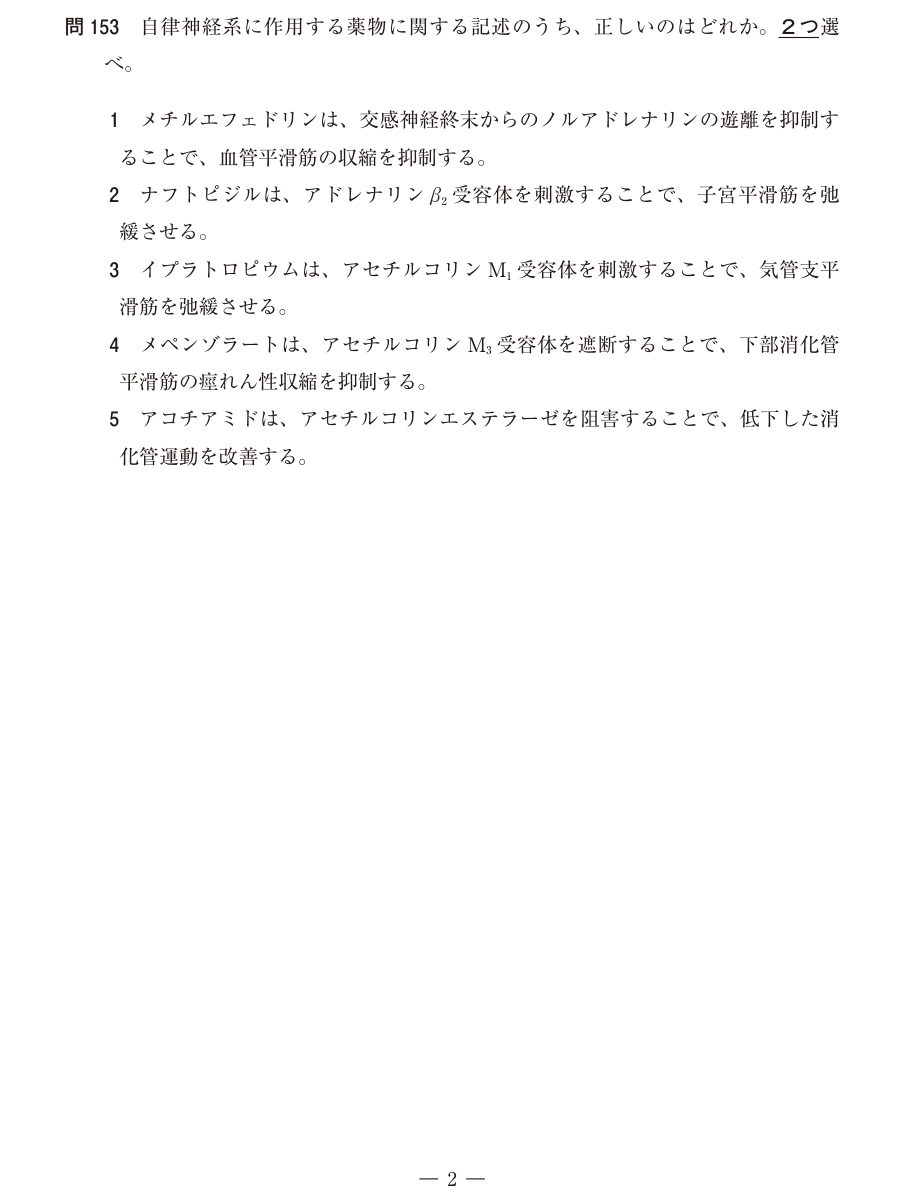 問 153　自律神経系に作用する薬物に関する記述のうち、正しいのはどれか。２つ選
べ。
1　メチルエフェドリンは、交感神経終末からのノルアドレナリンの遊離を抑制す
ることで、血管平滑筋の収縮を抑制する。
2　ナフトピジルは、アドレナリン β₂ 受容体を刺激することで、子宮平滑筋を弛
緩させる。
3　イプラトロピウムは、アセチルコリン M₁ 受容体を刺激することで、気管支平
滑筋を弛緩させる。
4　メペンゾラートは、アセチルコリン M₃ 受容体を遮断することで、下部消化管
平滑筋の痙れん性収縮を抑制する。
5　アコチアミドは、アセチルコリンエステラーゼを阻害することで、低下した消
化管運動を改善する。
― 2 ―